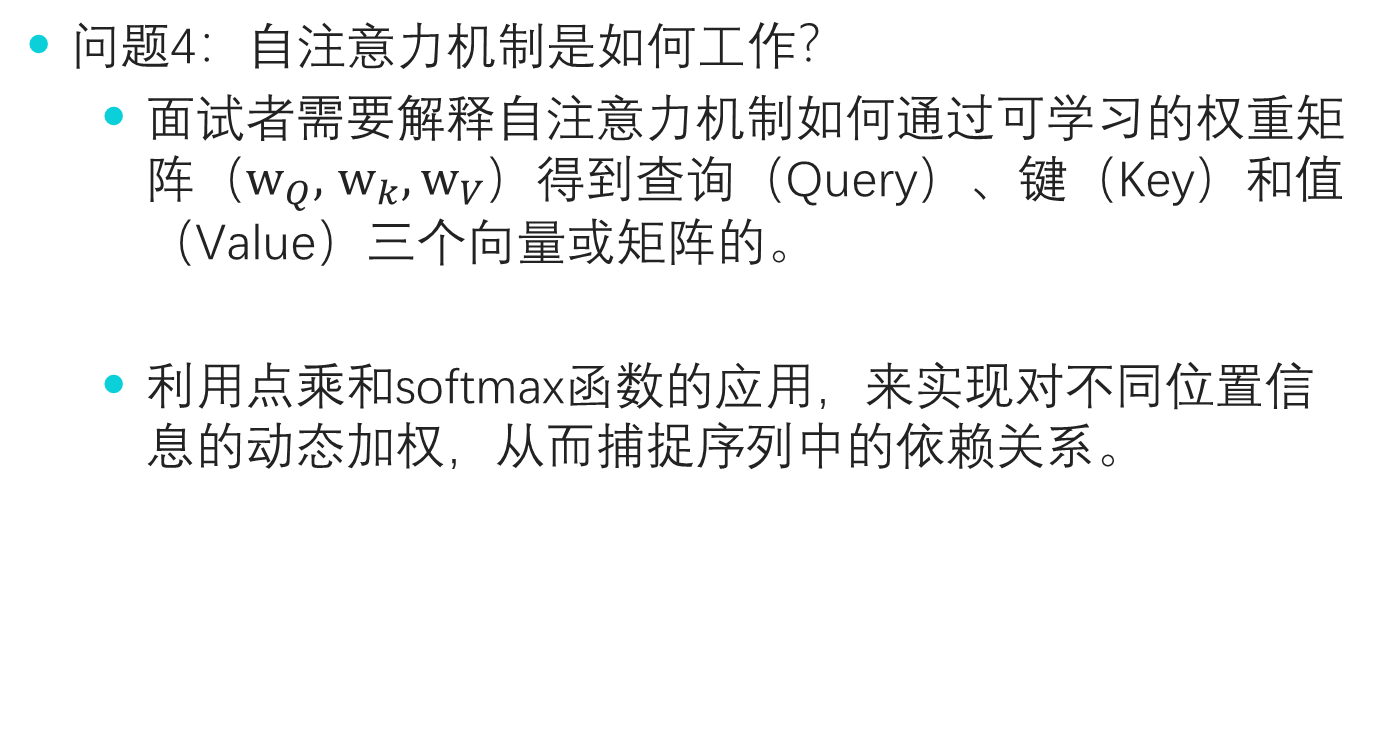 • 问题4：自注意力机制是如何工作？
• 面试者需要解释自注意力机制如何通过可学习的权重矩
阵（w_Q, w_k, w_V）得到查询（Query）、键（Key）和值
（Value）三个向量或矩阵的。
• 利用点乘和softmax函数的应用，来实现对不同位置信
息的动态加权，从而捕捉序列中的依赖关系。